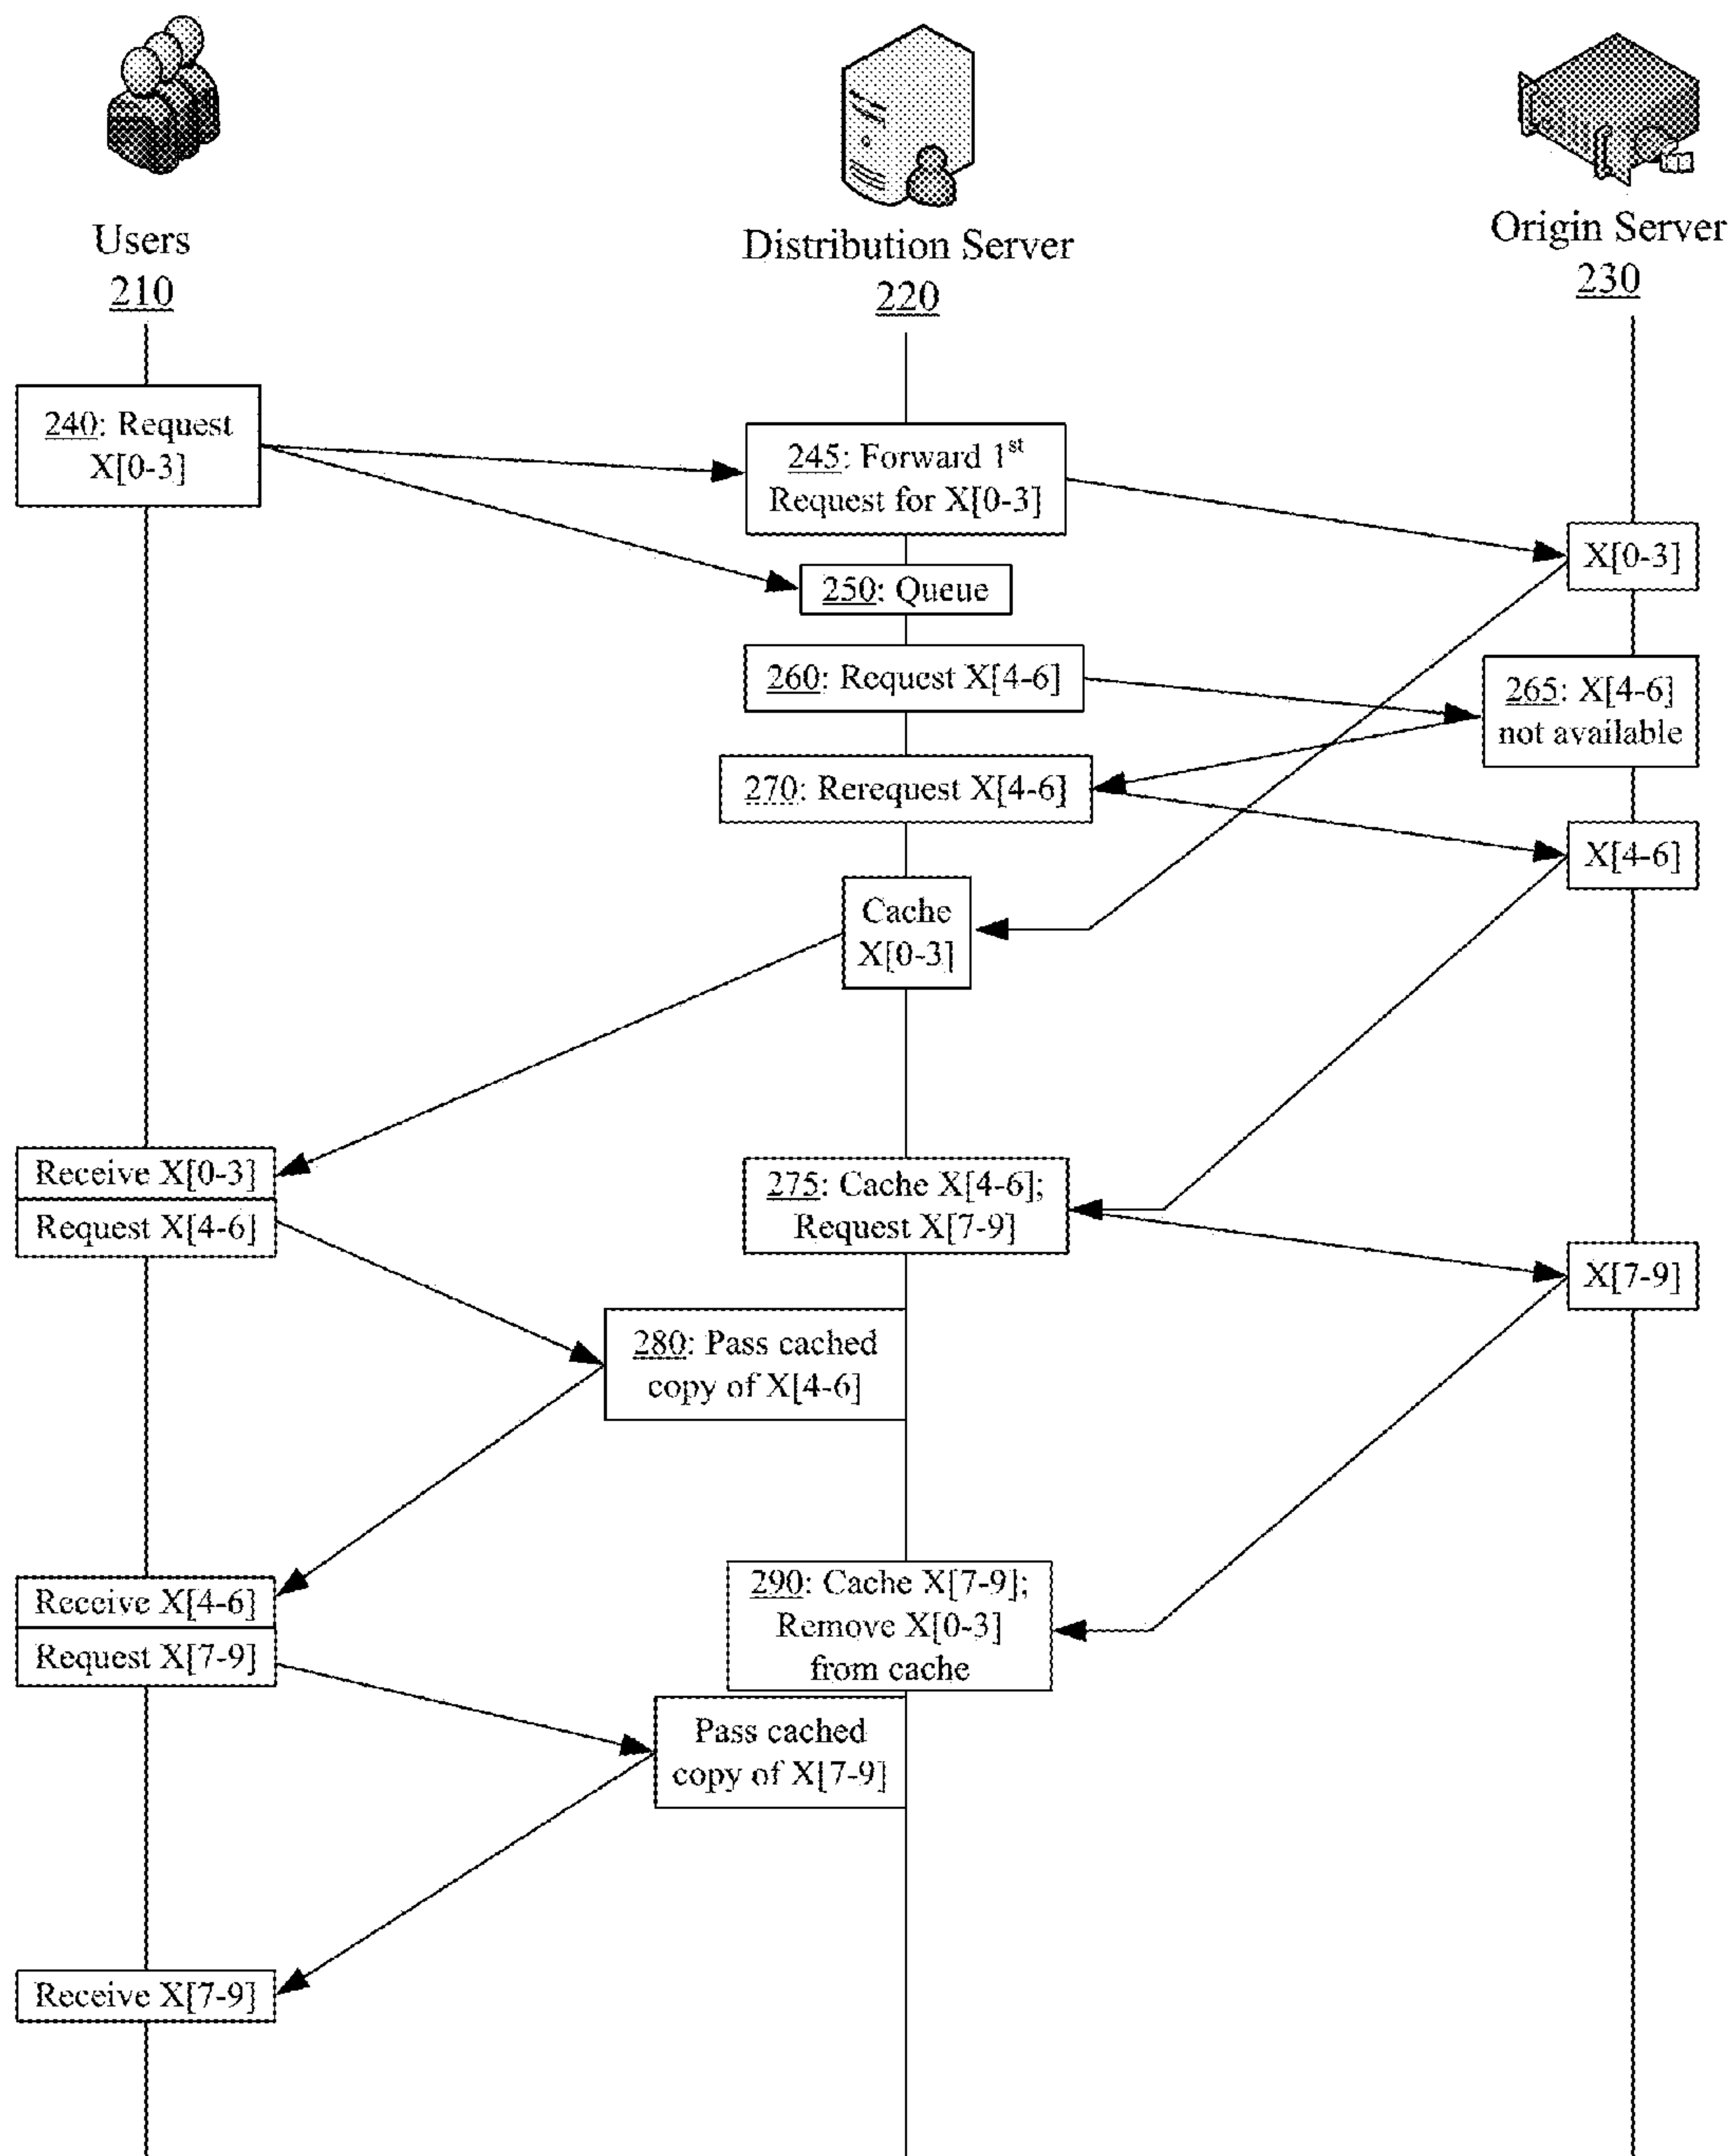 Users
210
Distribution Server
220
Origin Server
230
240: Request
X[0-3]
245: Forward 1st
Request for X[0-3]
X[0-3]
250: Queue
260: Request X[4-6]
265: X[4-6]
not available
270: Rerequest X[4-6]
X[4-6]
Cache
X[0-3]
Receive X[0-3]
Request X[4-6]
275: Cache X[4-6];
Request X[7-9]
X[7-9]
280: Pass cached
copy of X[4-6]
Receive X[4-6]
Request X[7-9]
290: Cache X[7-9];
Remove X[0-3]
from cache
Pass cached
copy of X[7-9]
Receive X[7-9]